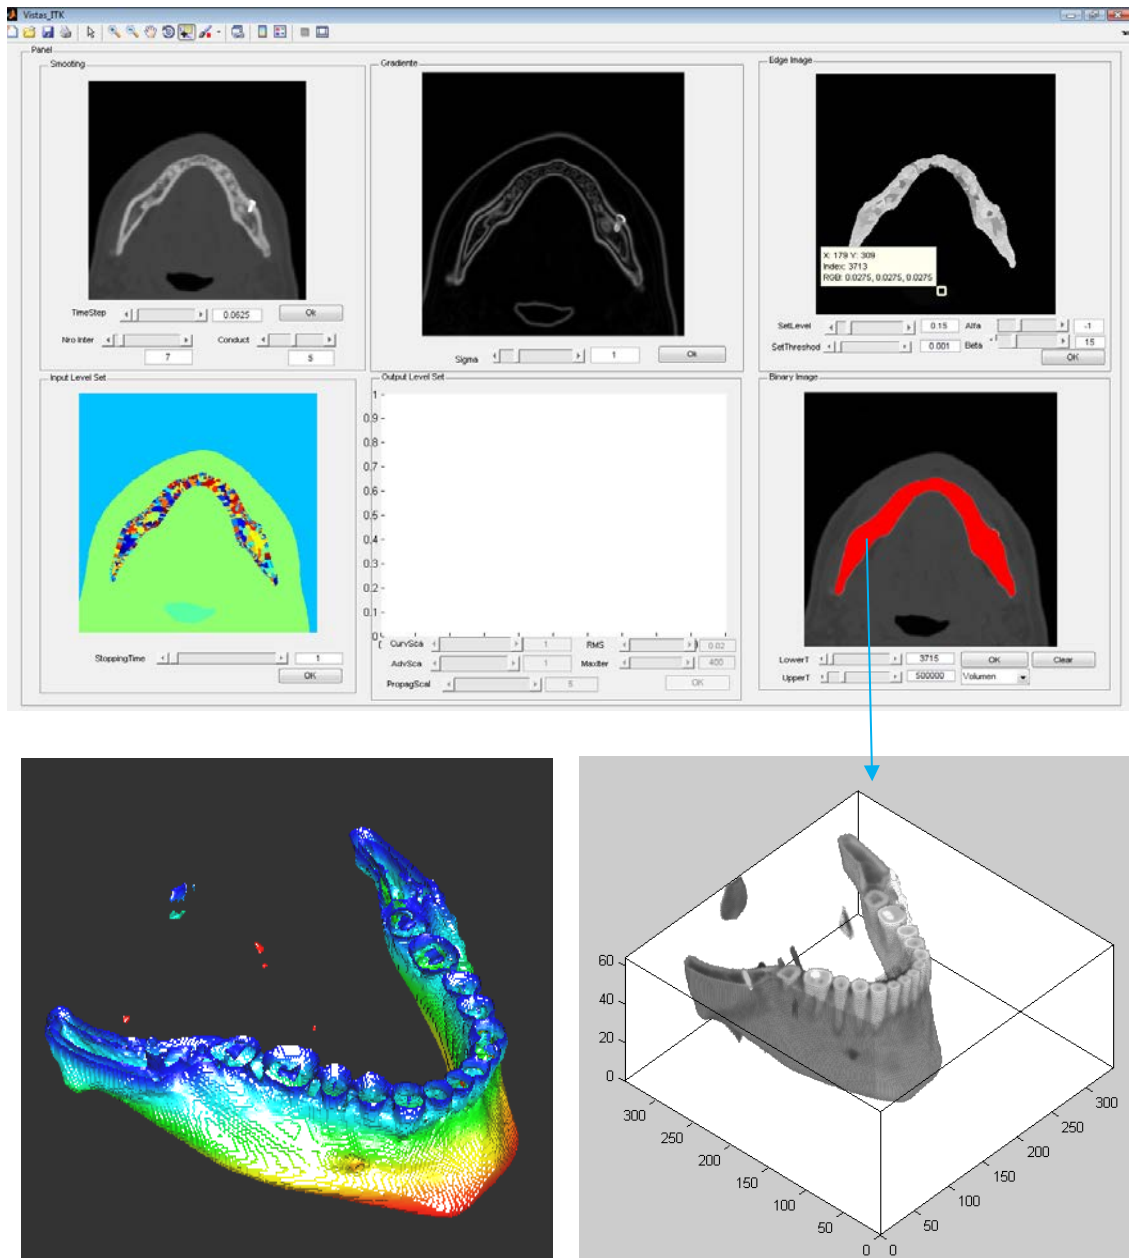 Vistas_ITK
Panel
Smooting
TimeStep 0.0625 Ok
Nro Inter Conduct
7 5
Gradiente
Sigma 1 Ok
Edge Image
X: 179 Y: 309
Index: 3713
RGB: 0.0275, 0.0275, 0.0275
SetLevel 0.15 Alfa -1
SetThreshod 0.001 Beta 15
OK
Input Level Set
StoppingTime 1
OK
Output Level Set
1
0.9
0.8
0.7
0.6
0.5
0.4
0.3
0.2
0.1
0
CurvSca 1 RMS 0.02
AdvSca 1 MaxIter 400
PropagScal 5 OK
Binary Image
LowerT 3715 OK Clear
UpperT 500000 Volumen
60
40
20
0
300
250
200
150
100
50
0
0
50
100
150
200
250
300